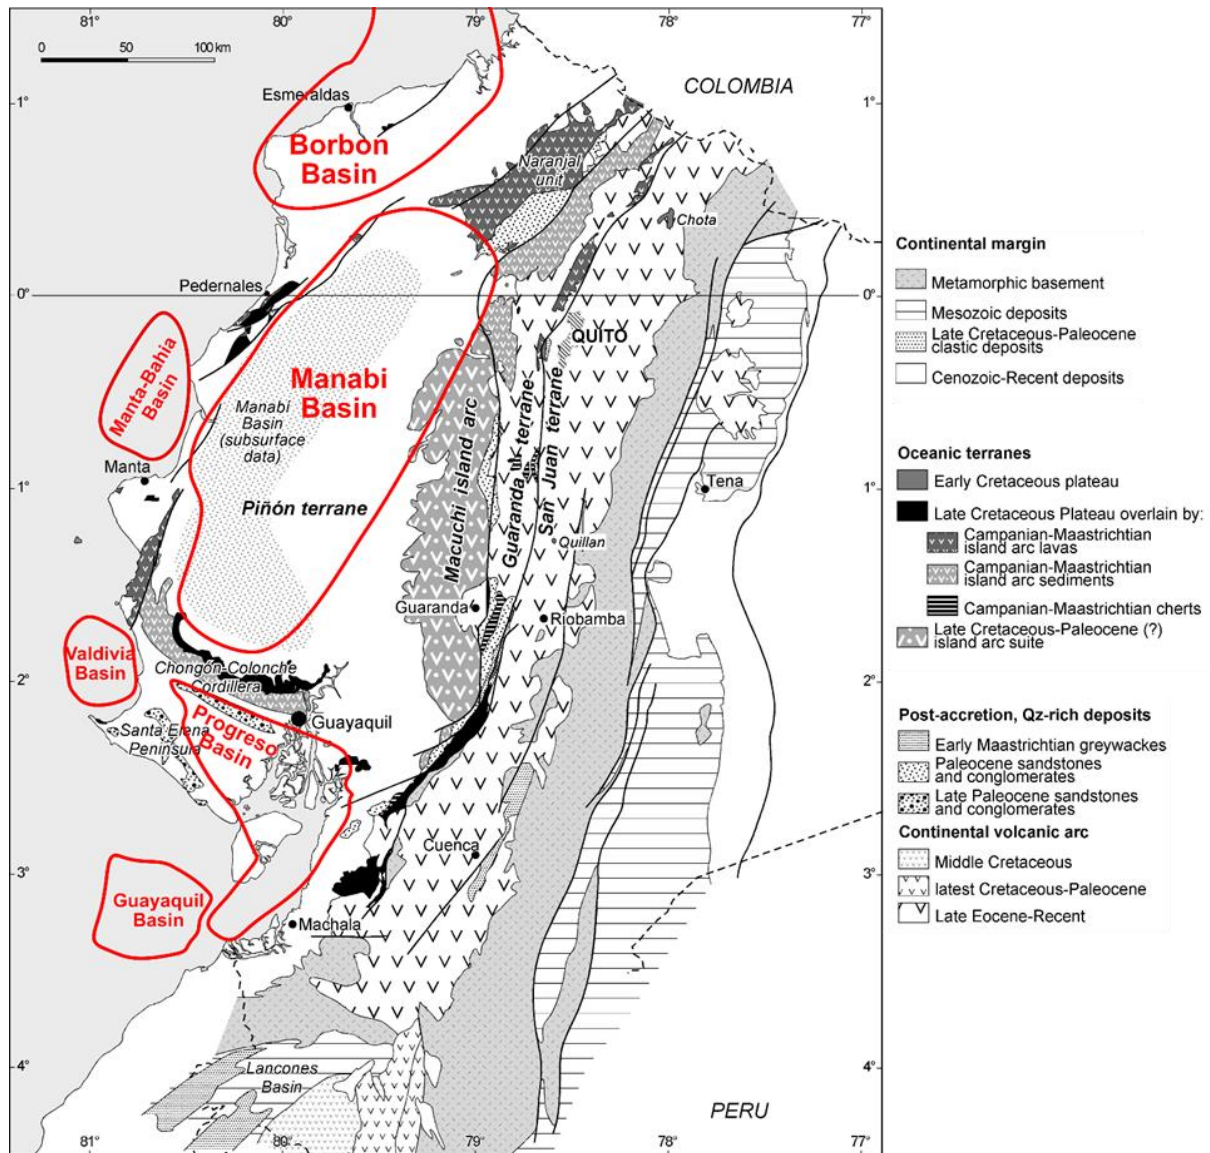 81°
80°
79°
78°
77°
0
50
100 km
COLOMBIA
1°
1°
Esmeraldas
Borbon
Basin
Naranjal
unit
Chota
Pedernales
0°
0°
QUITO
Manta-Bahia
Basin
Manabi
Basin
Manabi
Basin
(subsurface
data)
Manta
Piñón terrane
Macuchi island arc
Guaranda terrane
San Juan terrane
1°
1°
Tena
Quillan
Guaranda
Riobamba
Valdivia
Basin
Chongón-Colonche
Cordillera
2°
2°
Guayaquil
Progreso
Basin
Santa Elena
Peninsula
Cuenca
3°
3°
Guayaquil
Basin
Machala
4°
4°
Lancones
Basin
PERU
81°
80°
79°
78°
77°
Continental margin
Metamorphic basement
Mesozoic deposits
Late Cretaceous-Paleocene
clastic deposits
Cenozoic-Recent deposits
Oceanic terranes
Early Cretaceous plateau
Late Cretaceous Plateau overlain by:
Campanian-Maastrichtian
island arc lavas
Campanian-Maastrichtian
island arc sediments
Campanian-Maastrichtian cherts
Late Cretaceous-Paleocene (?)
island arc suite
Post-accretion, Qz-rich deposits
Early Maastrichtian greywackes
Paleocene sandstones
and conglomerates
Late Paleocene sandstones
and conglomerates
Continental volcanic arc
Middle Cretaceous
latest Cretaceous-Paleocene
Late Eocene-Recent